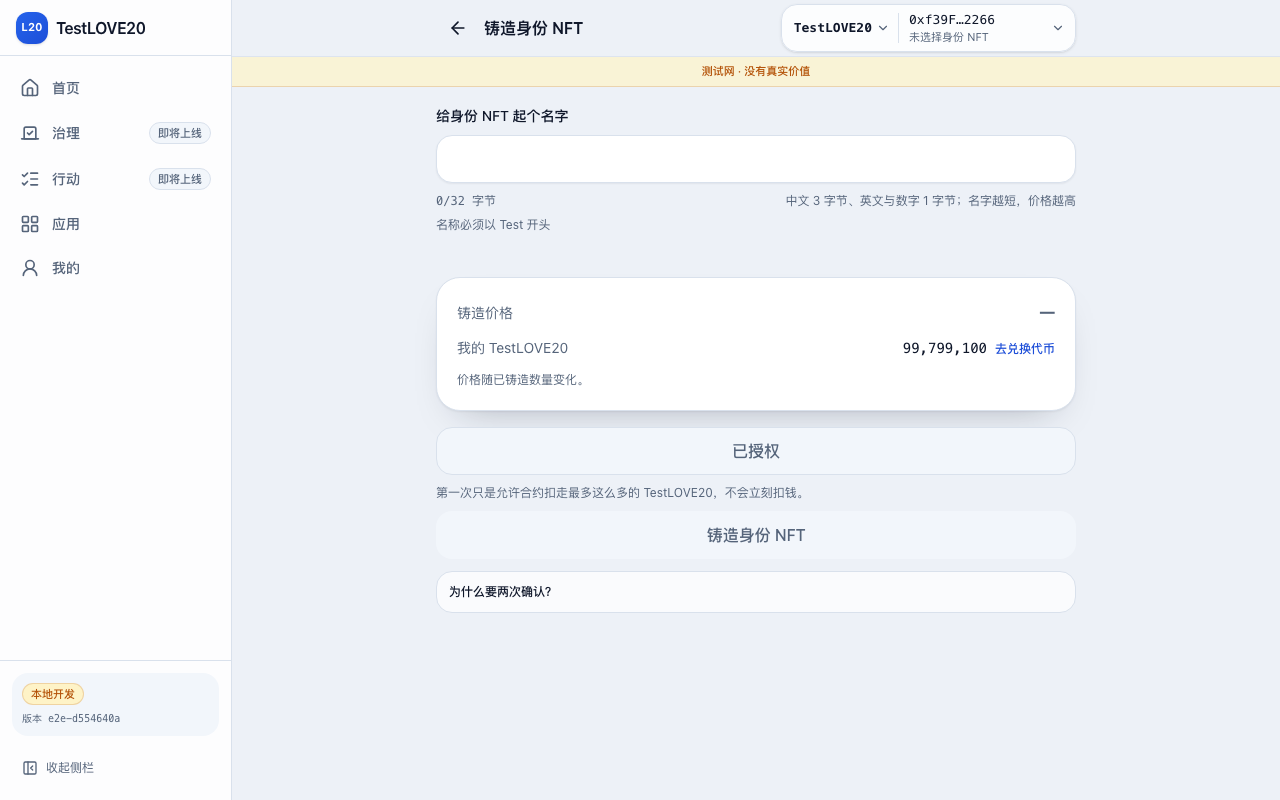 L20 TestLOVE20
首页
治理 即将上线
行动 即将上线
应用
我的
本地开发
版本 e2e-d554640a
收起侧栏
铸造身份 NFT
TestLOVE20
0xf39F…2266
未选择身份 NFT
测试网 · 没有真实价值
给身份 NFT 起个名字
0/32 字节
中文 3 字节、英文与数字 1 字节；名字越短，价格越高
名称必须以 Test 开头
铸造价格 —
我的 TestLOVE20 99,799,100 去兑换代币
价格随已铸造数量变化。
已授权
第一次只是允许合约扣走最多这么多的 TestLOVE20，不会立刻扣钱。
铸造身份 NFT
为什么要两次确认?